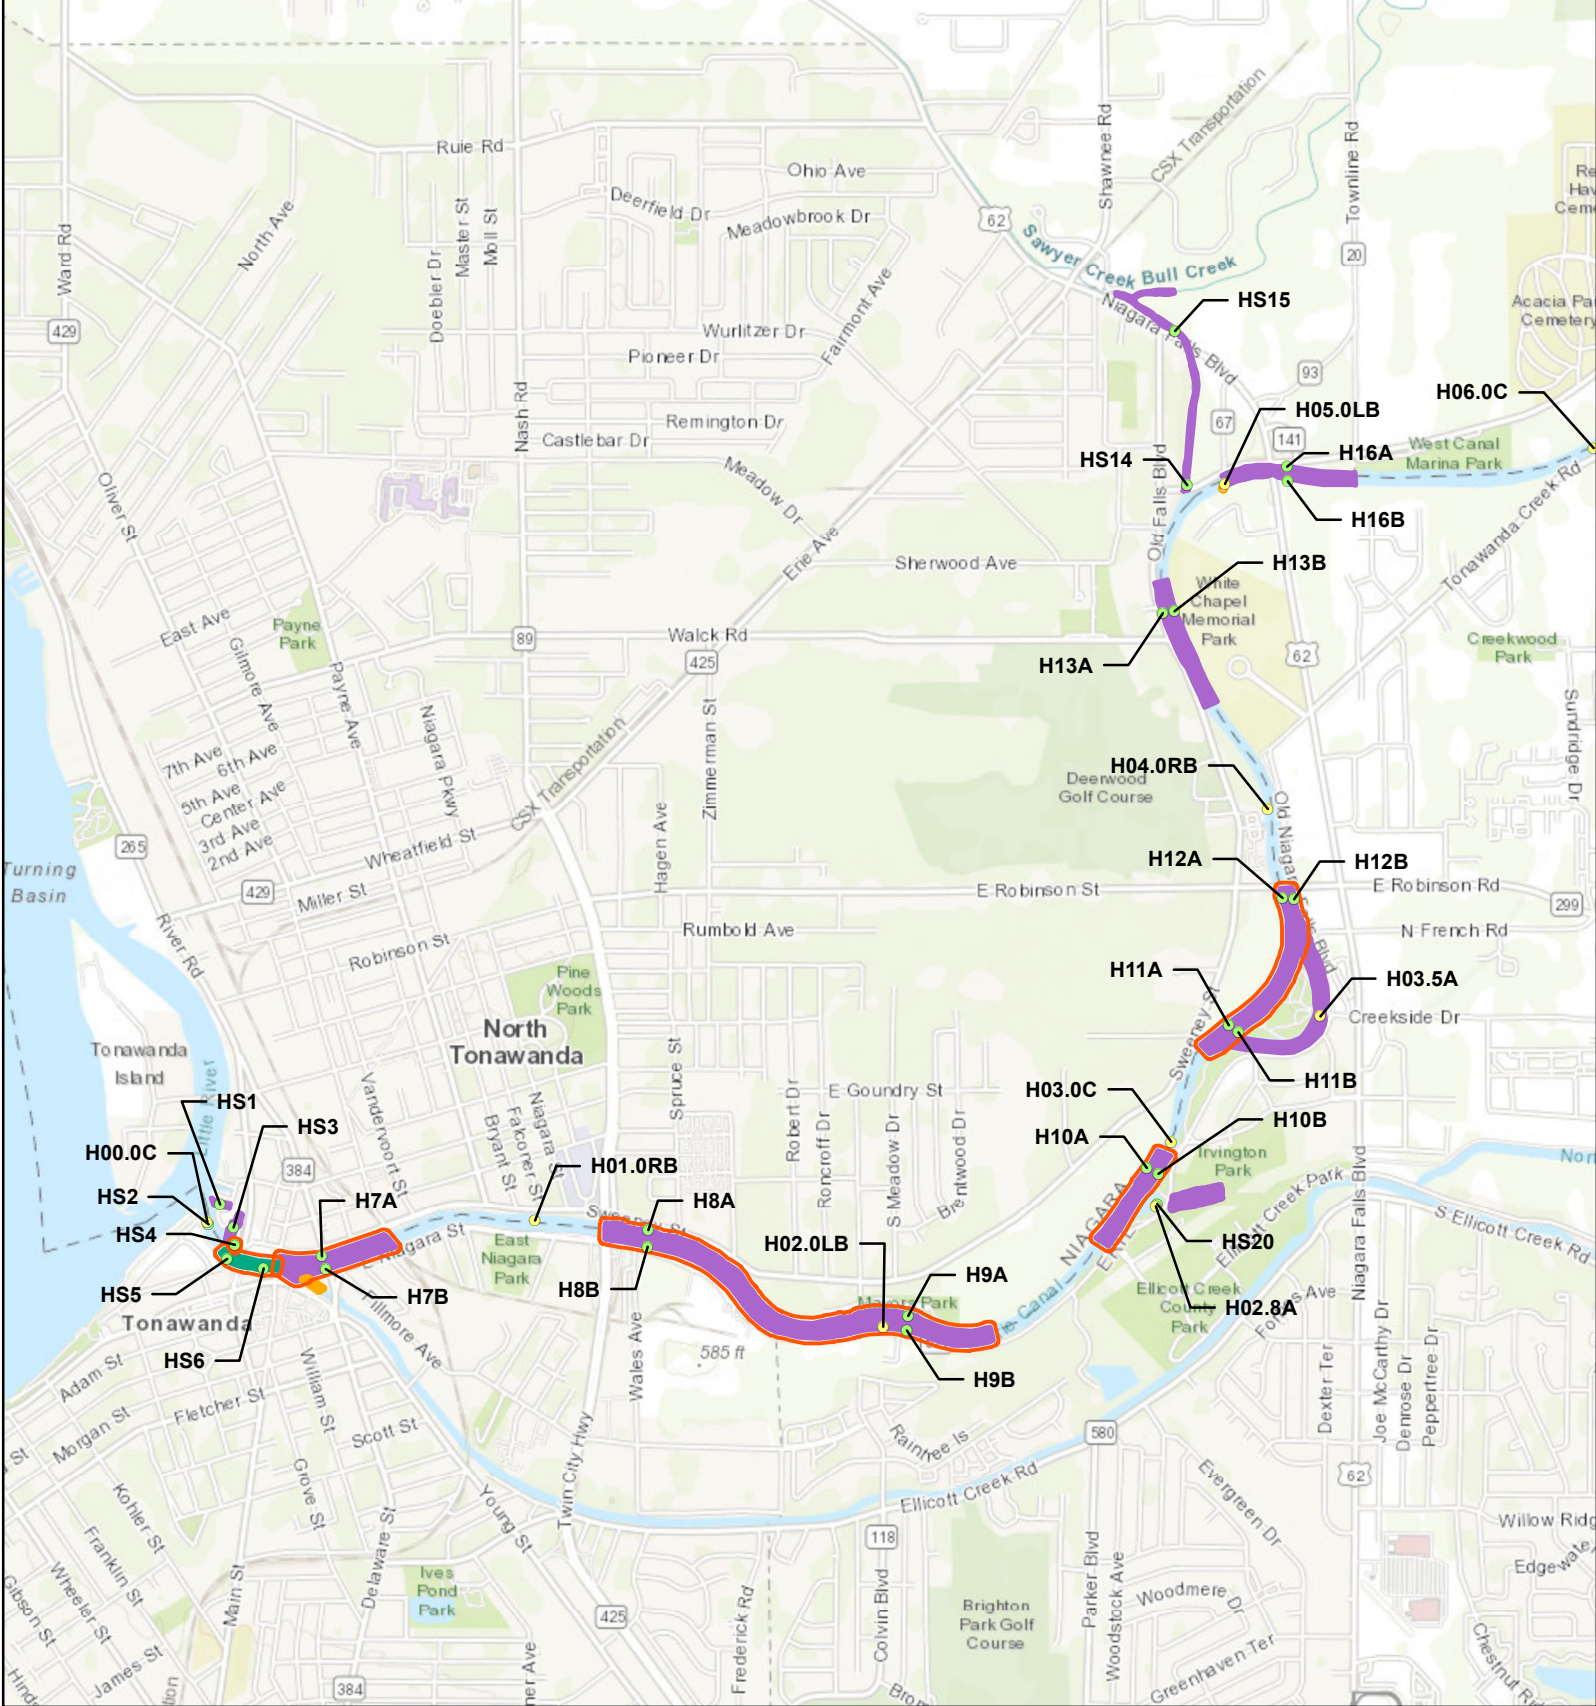 Ruie Rd
Ohio Ave
Deerfield Dr
Meadowbrook Dr
Shawnee Rd
CSX Transportation
Townline Rd
62
20
Ward Rd
North Ave
Master St
Moll St
Doebler Dr
Sawyer Creek
Bull Creek
429
Wurlitzer Dr
Pioneer Dr
Fairmont Ave
Niagara Falls Blvd
HS15
Acacia
Cemetery
93
H06.0C
Nash Rd
Remington Dr
Castlebar Dr
67
H05.0LB
141
H16A
West Canal
Marina Park
HS14
Old Falls Blvd
H16B
Tonawanda Creek Rd
Oliver St
Meadow Dr
Erie Ave
Sherwood Ave
H13B
White
Chapel
Memorial
Park
East Ave
Payne
Park
89
Walck Rd
425
H13A
62
Creekwood
Park
Gilmore Ave
Payne Ave
Niagara Pkwy
Zimmerman St
Sundridge Dr
7th Ave
6th Ave
5th Ave
Center Ave
3rd Ave
2nd Ave
CSX Transportation
H04.0RB
Deerwood
Golf Course
265
Wheatfield St
Hagen Ave
H12A
H12B
Turning
Basin
429
Miller St
E Robinson St
E Robinson Rd
299
River Rd
Robinson St
Rumbold Ave
N French Rd
Pine
Woods
Park
H11A
H03.5A
North
Tonawanda
Sweeney St
Creekside Dr
Tonawanda
Island
Little River
Vandervoort St
Spruce St
E Goundry St
H11B
HS1
HS3
H03.0C
H10B
H00.0C
384
Niagara St
Falconer St
Bryant St
Robert Dr
Roncroff Dr
S Meadow Dr
Brentwood Dr
H10A
Irvington
Park
HS2
H01.0RB
H7A
H8A
NIAGARA
Ellicott Creek Park
Niagara Falls Blvd
HS4
East
Niagara
Park
H02.0LB
HS20
S Ellicott Creek Rd
HS5
H7B
H8B
H9A
Ellicott Creek
County
Park
H02.8A
Tonawanda
HS6
Fillmore Ave
Wales Ave
585 ft
H9B
Adam St
William St
Fletcher St
Morgan St
Scott St
Twin City Hwy
Raintree Is
580
Dexter Ter
Joe McCarthy Dr
Denrose Dr
Peppertree Dr
Kohler St
Grove St
Young St
Ellicott Creek Rd
Evergreen Dr
62
Franklin St
Delaware St
118
Willow Ridg
Wheeler St
Gibson St
Main St
Ives
Pond
Park
425
Frederick Rd
Colvin Blvd
Brighton
Park Golf
Course
Parker Blvd
Woodstock Ave
Woodmere Dr
Greenhaven Ter
James St
384